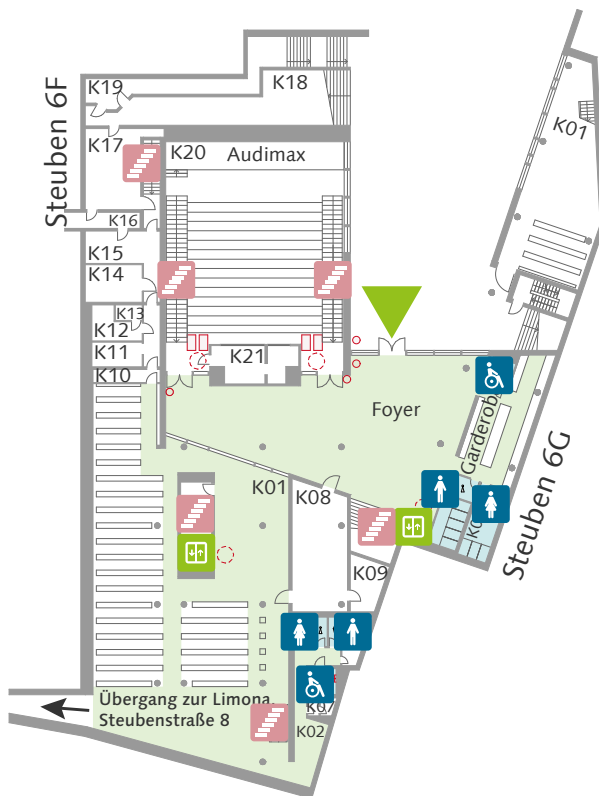 K19
K18
Steuben 6F
K01
K17
K20
Audimax
K16
K15
K14
K13
K12
K11
K21
K10
Foyer
Garderobe
Steuben 6G
K01
K08
K09
Übergang zur Limona,
Steubenstraße 8
K07
K02